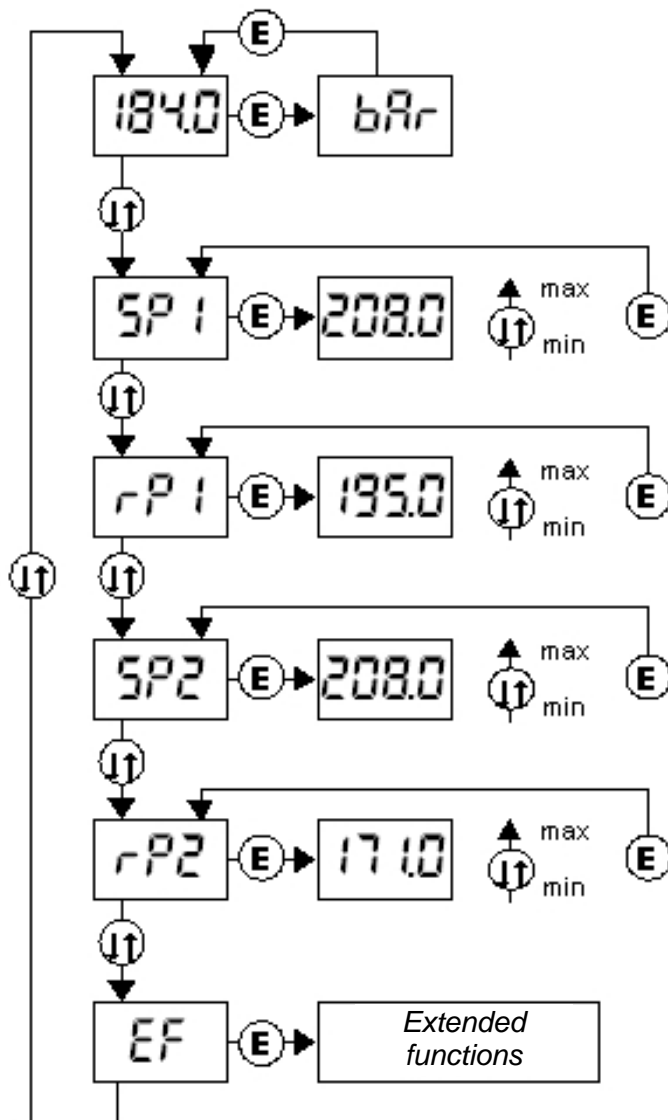 E
184.0 E bAr
↓↑
SP1 E 208.0 ↓↑ max min E
↓↑
rP1 E 195.0 ↓↑ max min E
↓↑ ↓↑
SP2 E 208.0 ↓↑ max min E
↓↑
rP2 E 171.0 ↓↑ max min E
↓↑
EF E Extended
functions